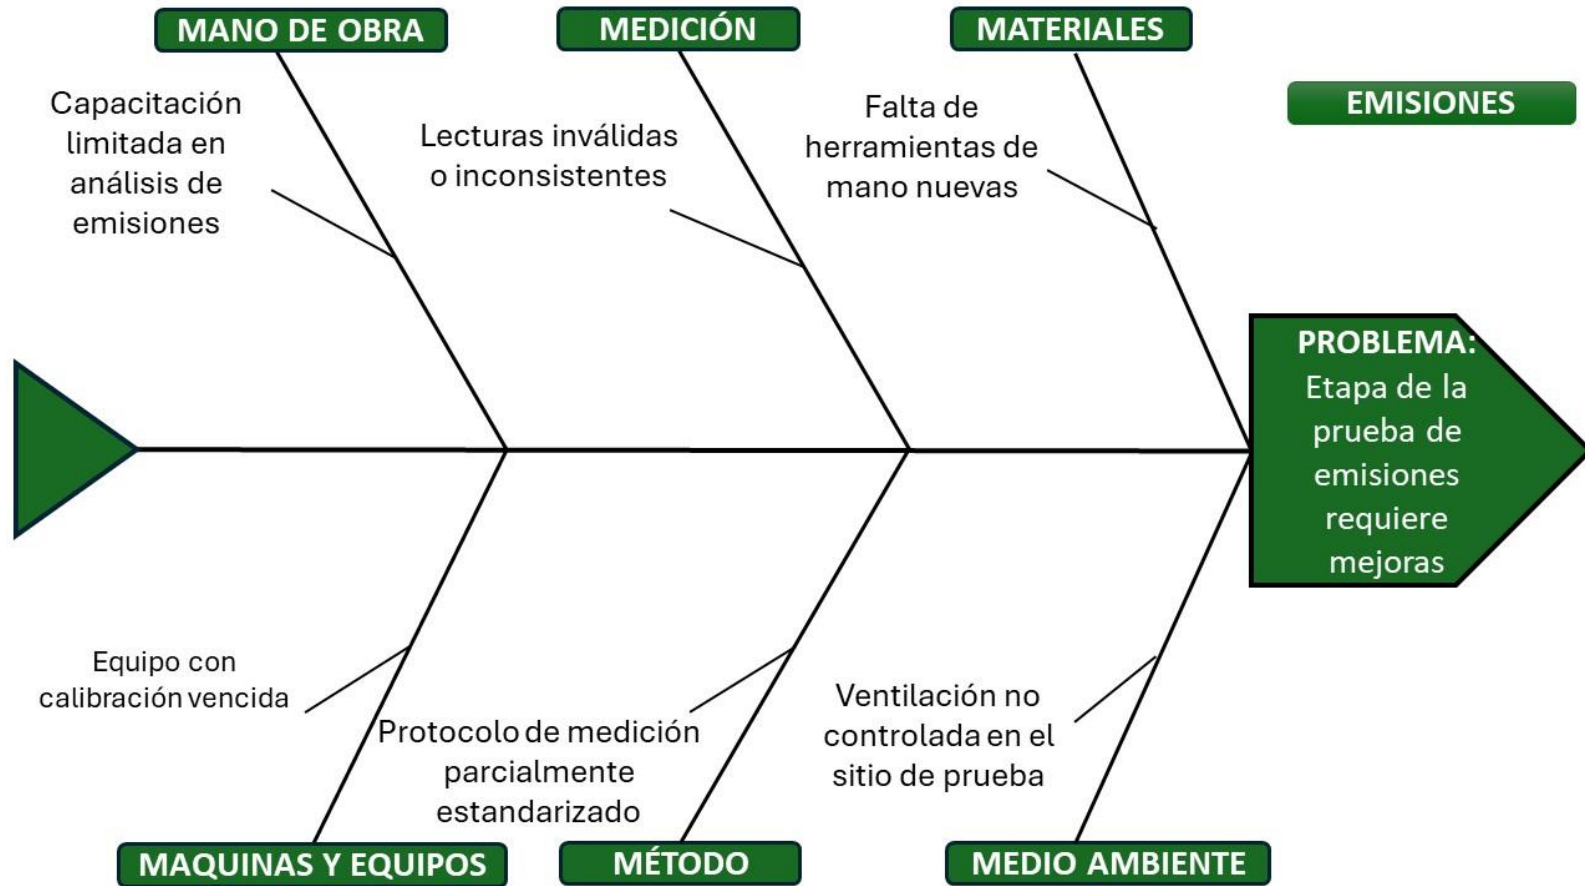 MANO DE OBRA
MEDICIÓN
MATERIALES
EMISIONES
Capacitación
limitada en
análisis de
emisiones
Lecturas inválidas
o inconsistentes
Falta de
herramientas de
mano nuevas
PROBLEMA:
Etapa de la
prueba de
emisiones
requiere
mejoras
Equipo con
calibración vencida
Protocolo de medición
parcialmente
estandarizado
Ventilación no
controlada en el
sitio de prueba
MAQUINAS Y EQUIPOS
MÉTODO
MEDIO AMBIENTE